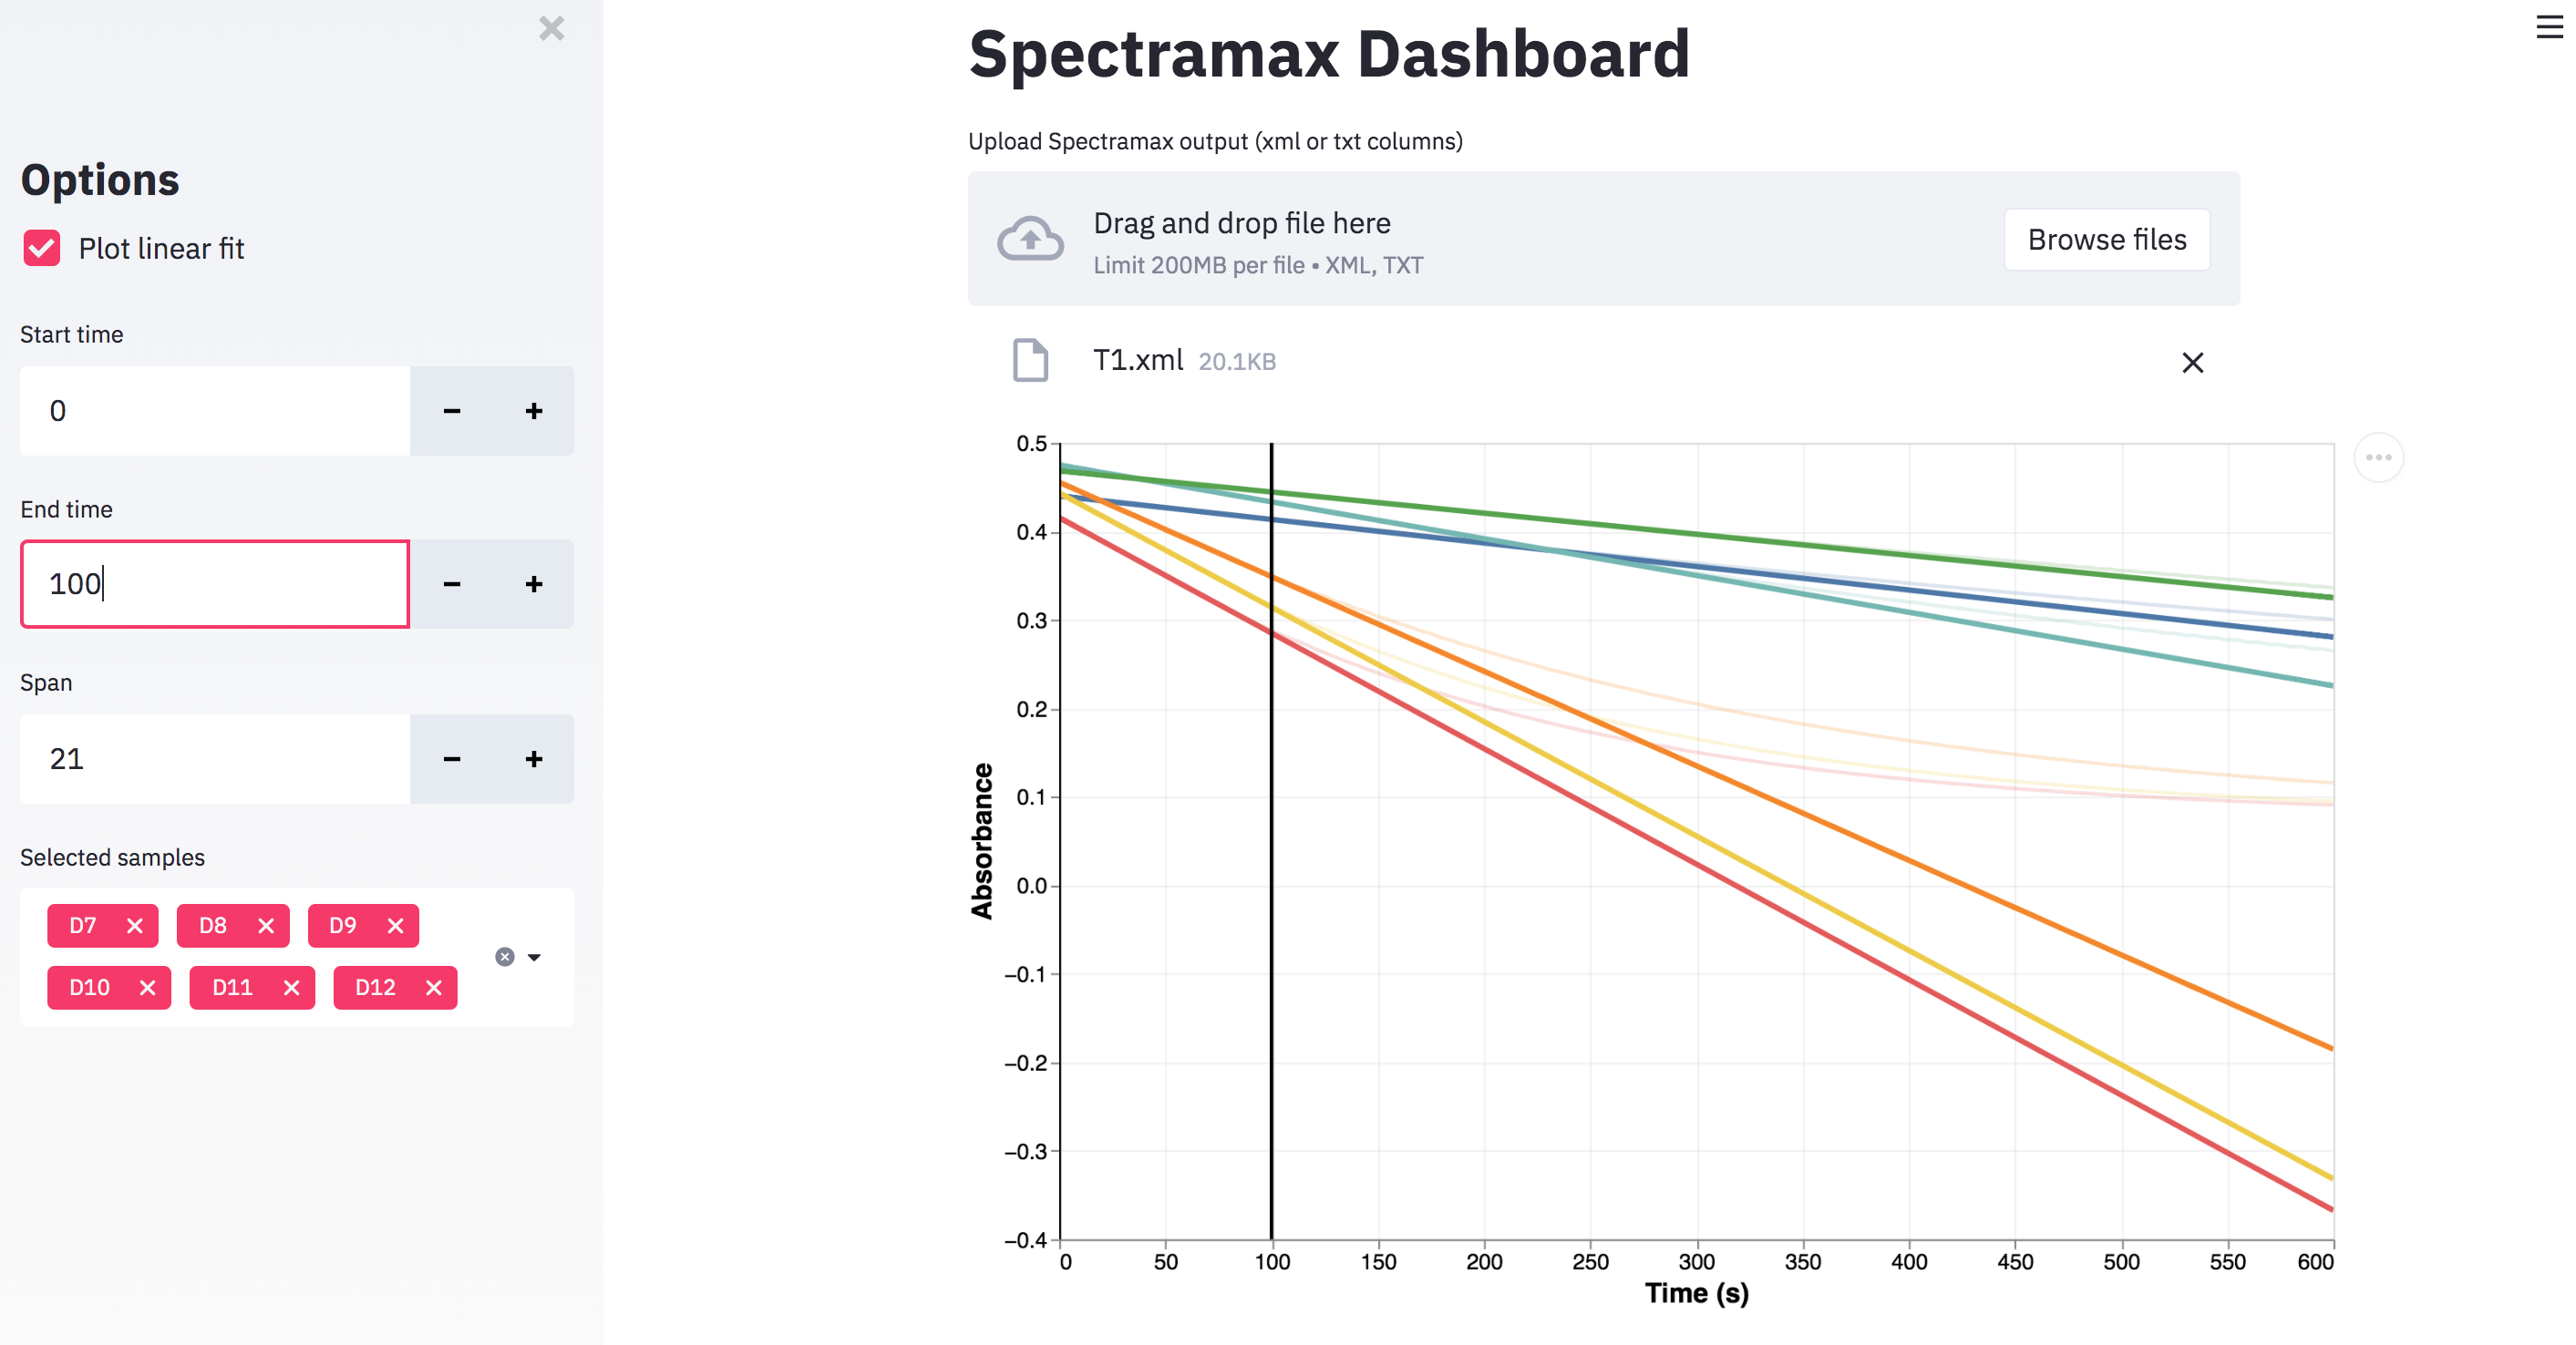 Options
Plot linear fit
Start time
0
End time
100
Span
21
Selected samples
D7 D8 D9
D10 D11 D12
Spectramax Dashboard
Upload Spectramax output (xml or txt columns)
Drag and drop file here
Limit 200MB per file • XML, TXT
Browse files
T1.xml 20.1KB
Absorbance
0.5
0.4
0.3
0.2
0.1
0.0
−0.1
−0.2
−0.3
−0.4
0 50 100 150 200 250 300 350 400 450 500 550 600
Time (s)